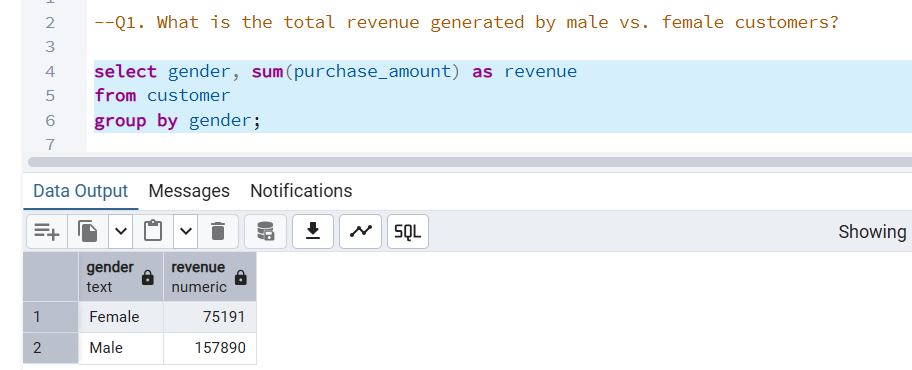 2 --Q1. What is the total revenue generated by male vs. female customers?
3
4 select gender, sum(purchase_amount) as revenue
5 from customer
6 group by gender;
7
Data Output Messages Notifications
SQL Showing
gender revenue
text numeric
1 Female 75191
2 Male 157890